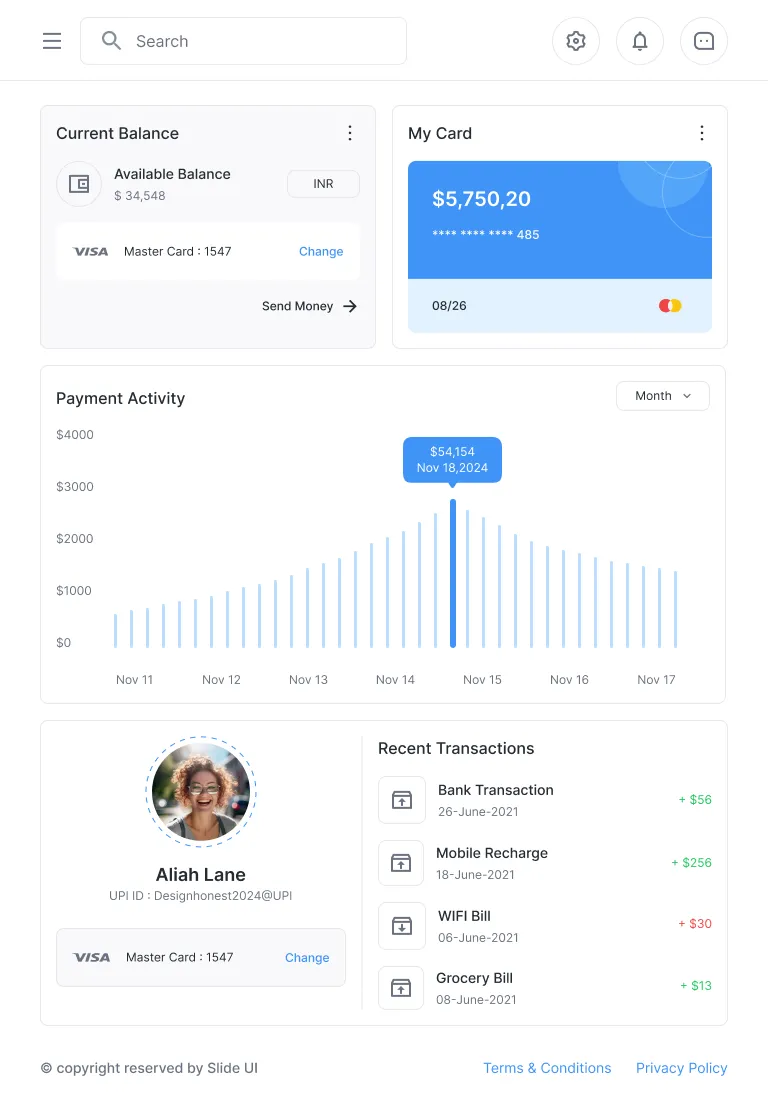 Search
Current Balance
Available Balance
$ 34,548
INR
VISA
Master Card : 1547
Change
Send Money
My Card
$5,750,20
**** **** **** 485
08/26
Payment Activity
Month
$4000
$3000
$2000
$1000
$0
$54,154
Nov 18,2024
Nov 11
Nov 12
Nov 13
Nov 14
Nov 15
Nov 16
Nov 17
Aliah Lane
UPI ID : Designhonest2024@UPI
VISA
Master Card : 1547
Change
Recent Transactions
Bank Transaction
26-June-2021
+ $56
Mobile Recharge
18-June-2021
+ $256
WIFI Bill
06-June-2021
+ $30
Grocery Bill
08-June-2021
+ $13
© copyright reserved by Slide UI
Terms & Conditions
Privacy Policy